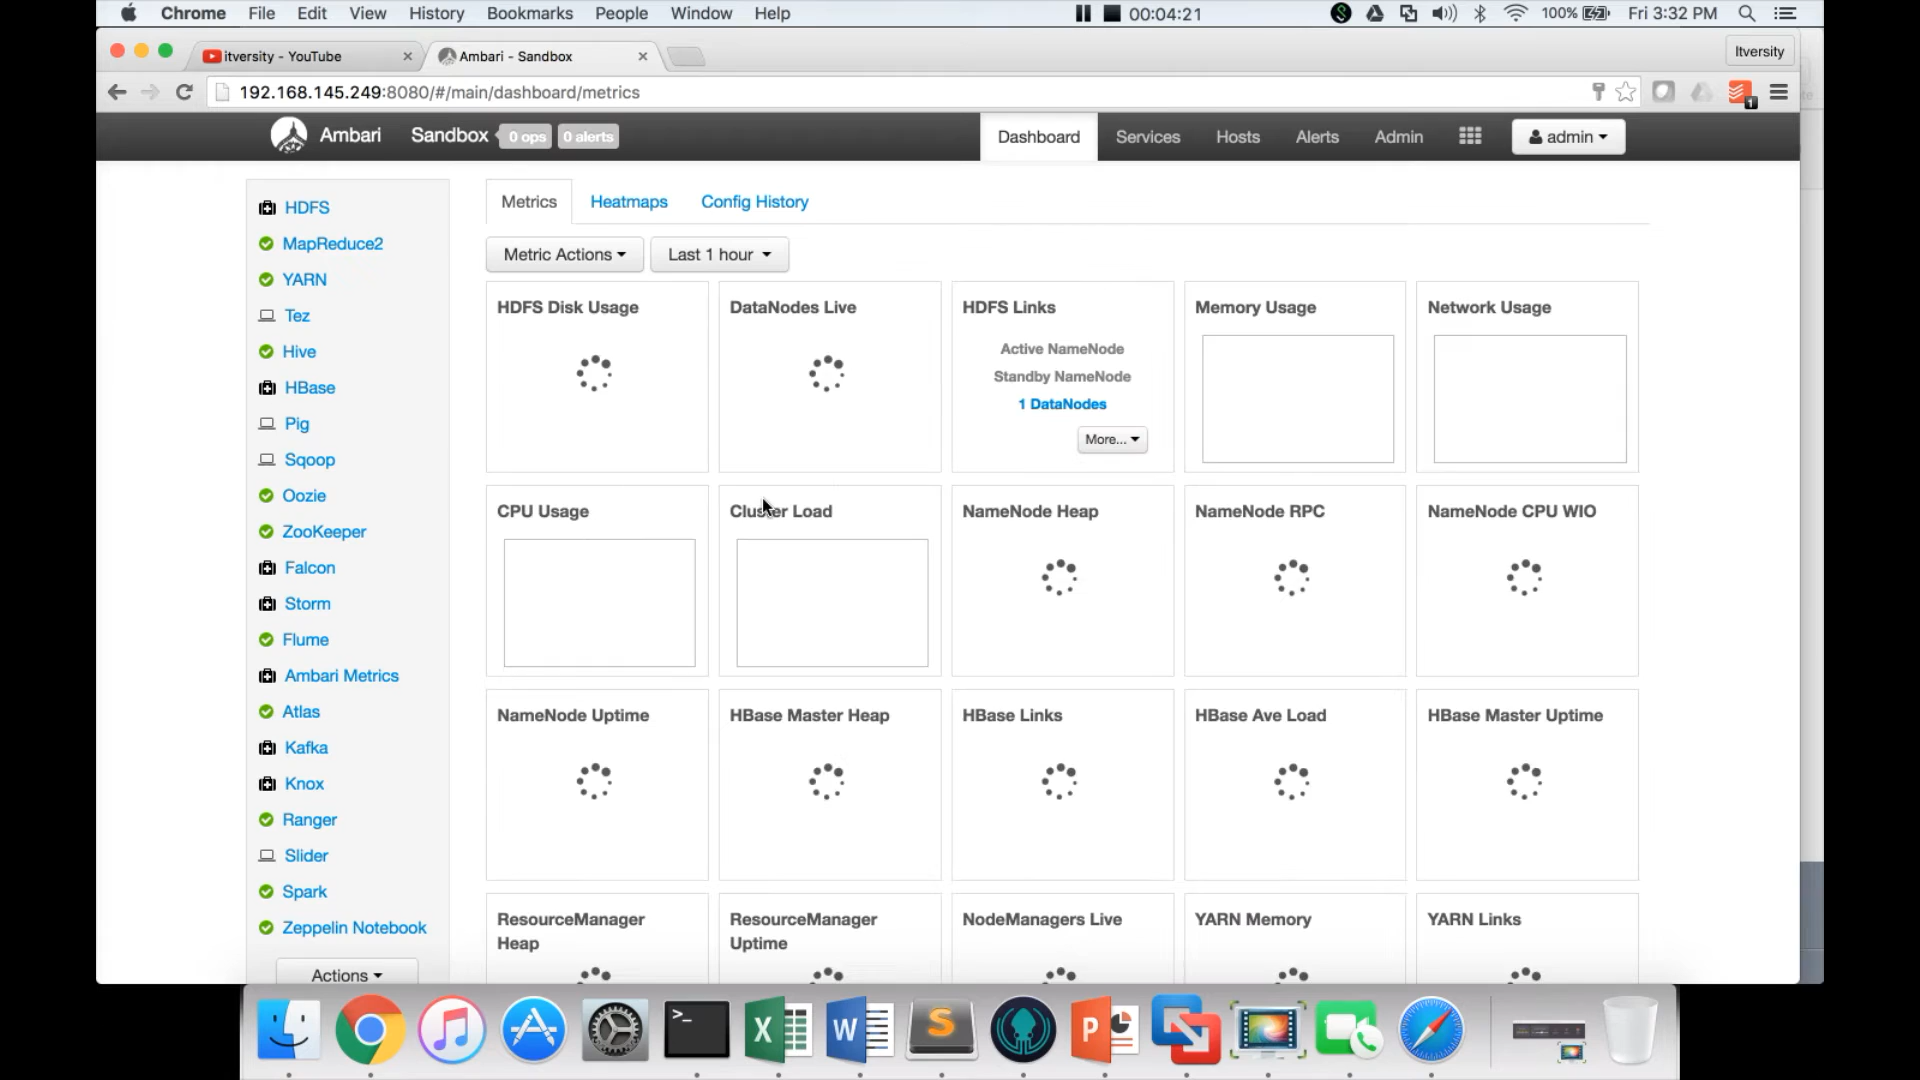 Chrome File Edit View History Bookmarks People Window Help 00:04:21 100% Fri 3:32 PM
itversity - YouTube Ambari - Sandbox Itversity
192.168.145.249:8080/#/main/dashboard/metrics 1
Ambari Sandbox 0 ops 0 alerts Dashboard Services Hosts Alerts Admin admin
HDFS
MapReduce2
YARN
Tez
Hive
HBase
Pig
Sqoop
Oozie
ZooKeeper
Falcon
Storm
Flume
Ambari Metrics
Atlas
Kafka
Knox
Ranger
Slider
Spark
Zeppelin Notebook
Actions
Metrics Heatmaps Config History
Metric Actions Last 1 hour
HDFS Disk Usage DataNodes Live HDFS Links Memory Usage Network Usage
Active NameNode
Standby NameNode
1 DataNodes
More...
CPU Usage Cluster Load NameNode Heap NameNode RPC NameNode CPU WIO
NameNode Uptime HBase Master Heap HBase Links HBase Ave Load HBase Master Uptime
ResourceManager Heap ResourceManager Uptime NodeManagers Live YARN Memory YARN Links